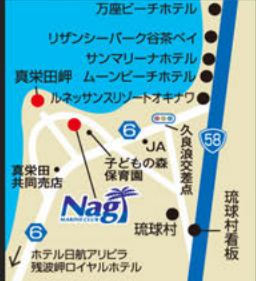 万座ビーチホテル
リザンシーパーク谷茶ベイ
サンマリーナホテル
ムーンビーチホテル
真栄田岬
ルネッサンスリゾートオキナワ
6
58
JA
久良浪交差点
子どもの森
保育園
真栄田
共同売店
Nagi
MARINE CLUB
琉球村
琉球村看板
6
ホテル日航アリビラ
残波岬ロイヤルホテル